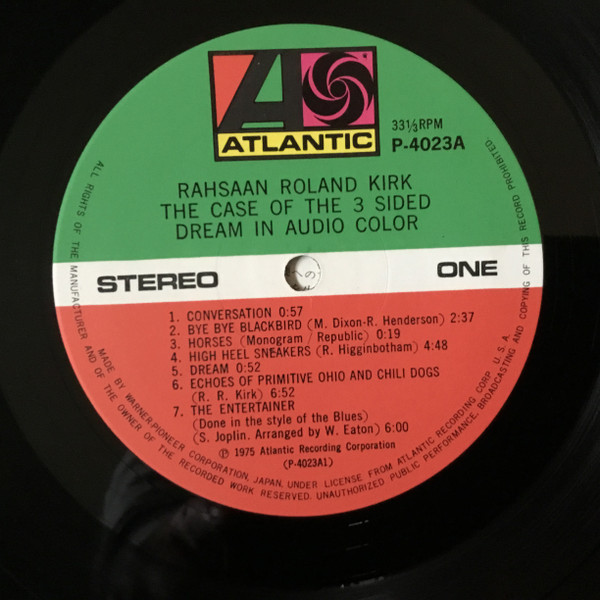 ATLANTIC
33⅓RPM
P-4023A
RAHSAAN ROLAND KIRK
THE CASE OF THE 3 SIDED
DREAM IN AUDIO COLOR
STEREO
ONE
1. CONVERSATION 0:57
2. BYE BYE BLACKBIRD (M. Dixon-R. Henderson) 2:37
3. HORSES (Monogram / Republic) 0:19
4. HIGH HEEL SNEAKERS (R. Higginbotham) 4:48
5. DREAM 0:52
6. ECHOES OF PRIMITIVE OHIO AND CHILI DOGS
(R. R. Kirk) 6:52
7. THE ENTERTAINER
(Done in the style of the Blues)
(S. Joplin. Arranged by W. Eaton) 6:00
℗ 1975 Atlantic Recording Corporation
(P-4023A1)
MADE BY WARNER-PIONEER CORPORATION, JAPAN, UNDER LICENSE FROM ATLANTIC RECORDING CORP. U.S.A.
ALL RIGHTS OF THE MANUFACTURER AND OF THE OWNER OF THE RECORDED WORK RESERVED. UNAUTHORIZED PUBLIC PERFORMANCE, BROADCASTING AND COPYING OF THIS RECORD PROHIBITED.